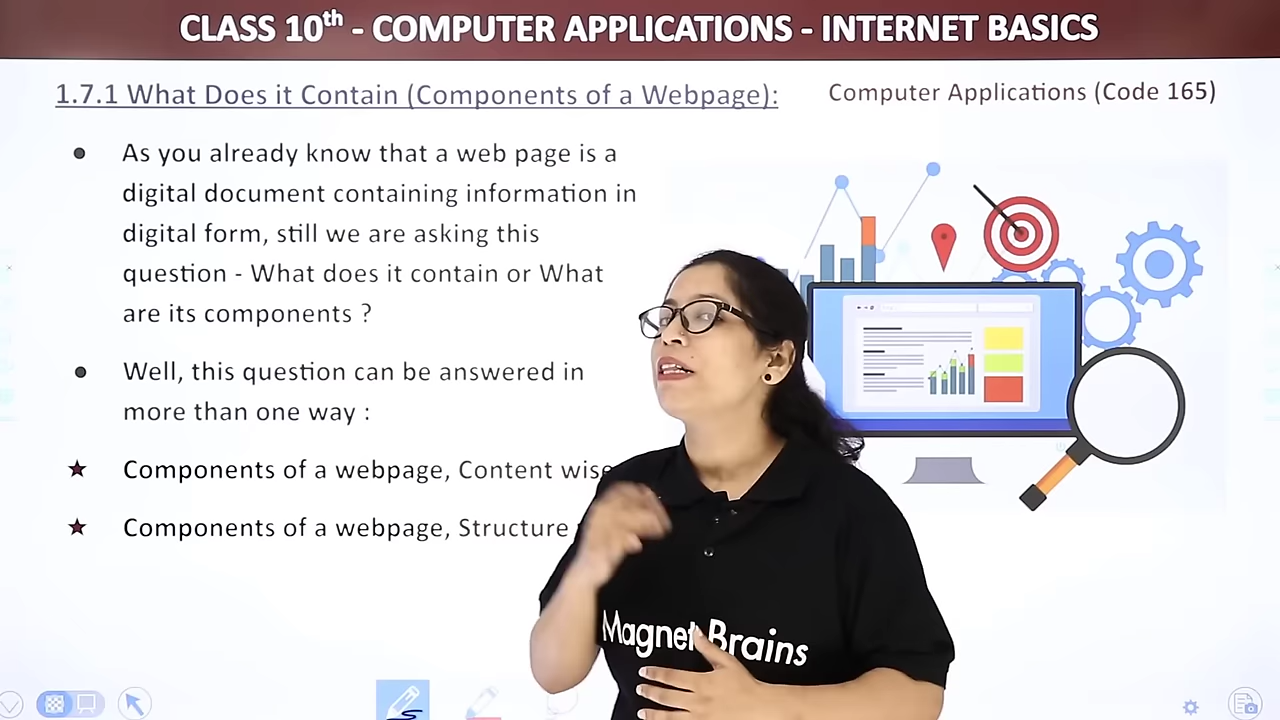 CLASS 10th - COMPUTER APPLICATIONS - INTERNET BASICS
1.7.1 What Does it Contain (Components of a Webpage):
Computer Applications (Code 165)
● As you already know that a web page is a
digital document containing information in
digital form, still we are asking this
question - What does it contain or What
are its components ?
● Well, this question can be answered in
more than one way :
★ Components of a webpage, Content wise
★ Components of a webpage, Structure
Magnet Brains